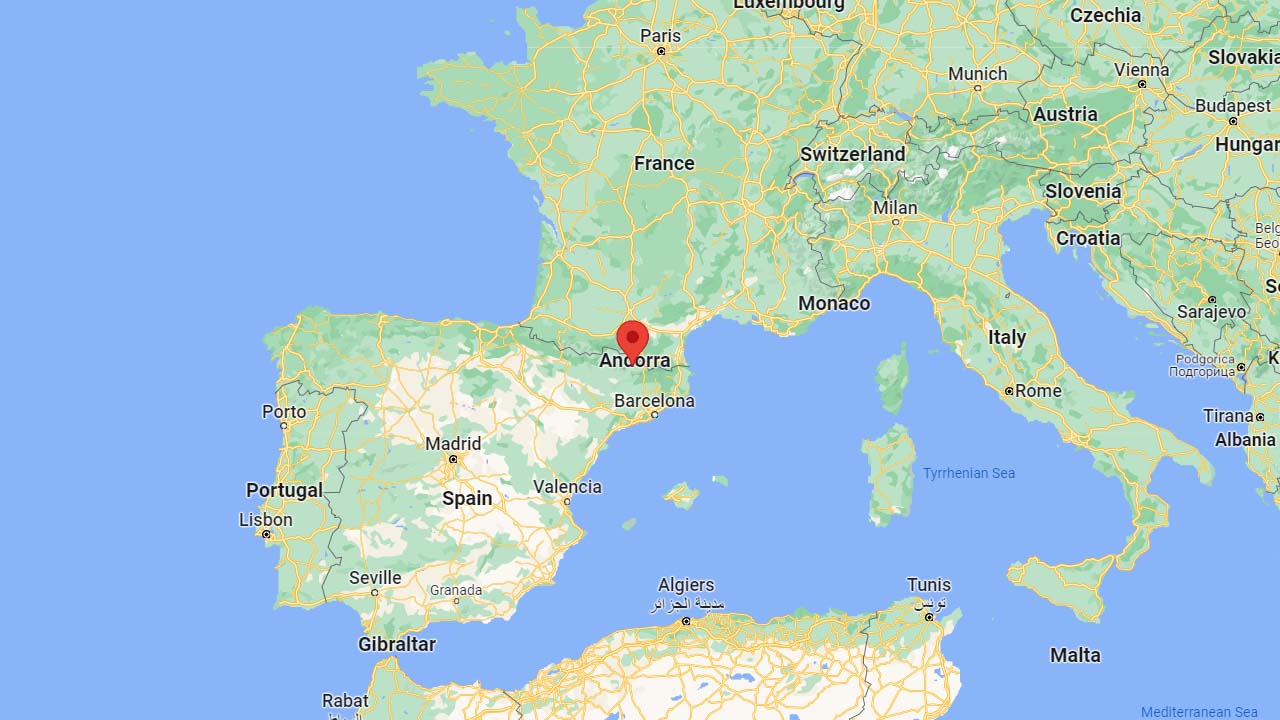 Luxembourg
Czechia
Paris
Slovakia
Munich
Vienna
Budapest
Austria
Hungar
Switzerland
France
Slovenia
Milan
Croatia
Belg
Бео
Monaco
Sarajevo
Italy
Podgorica
Подгорица
K
Andorra
Rome
Barcelona
Porto
Tirana
Albania
Madrid
Tyrrhenian Sea
Valencia
Portugal
Spain
Lisbon
Seville
Granada
Algiers
مدينة الجزائر
Tunis
تونس
Gibraltar
Malta
Rabat
Mediterranean Sea